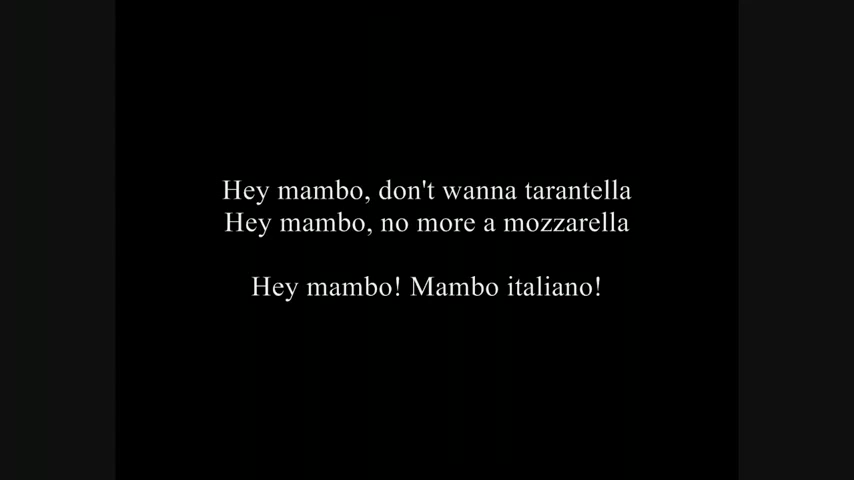 Hey mambo, don't wanna tarantella
Hey mambo, no more a mozzarella
Hey mambo! Mambo italiano!